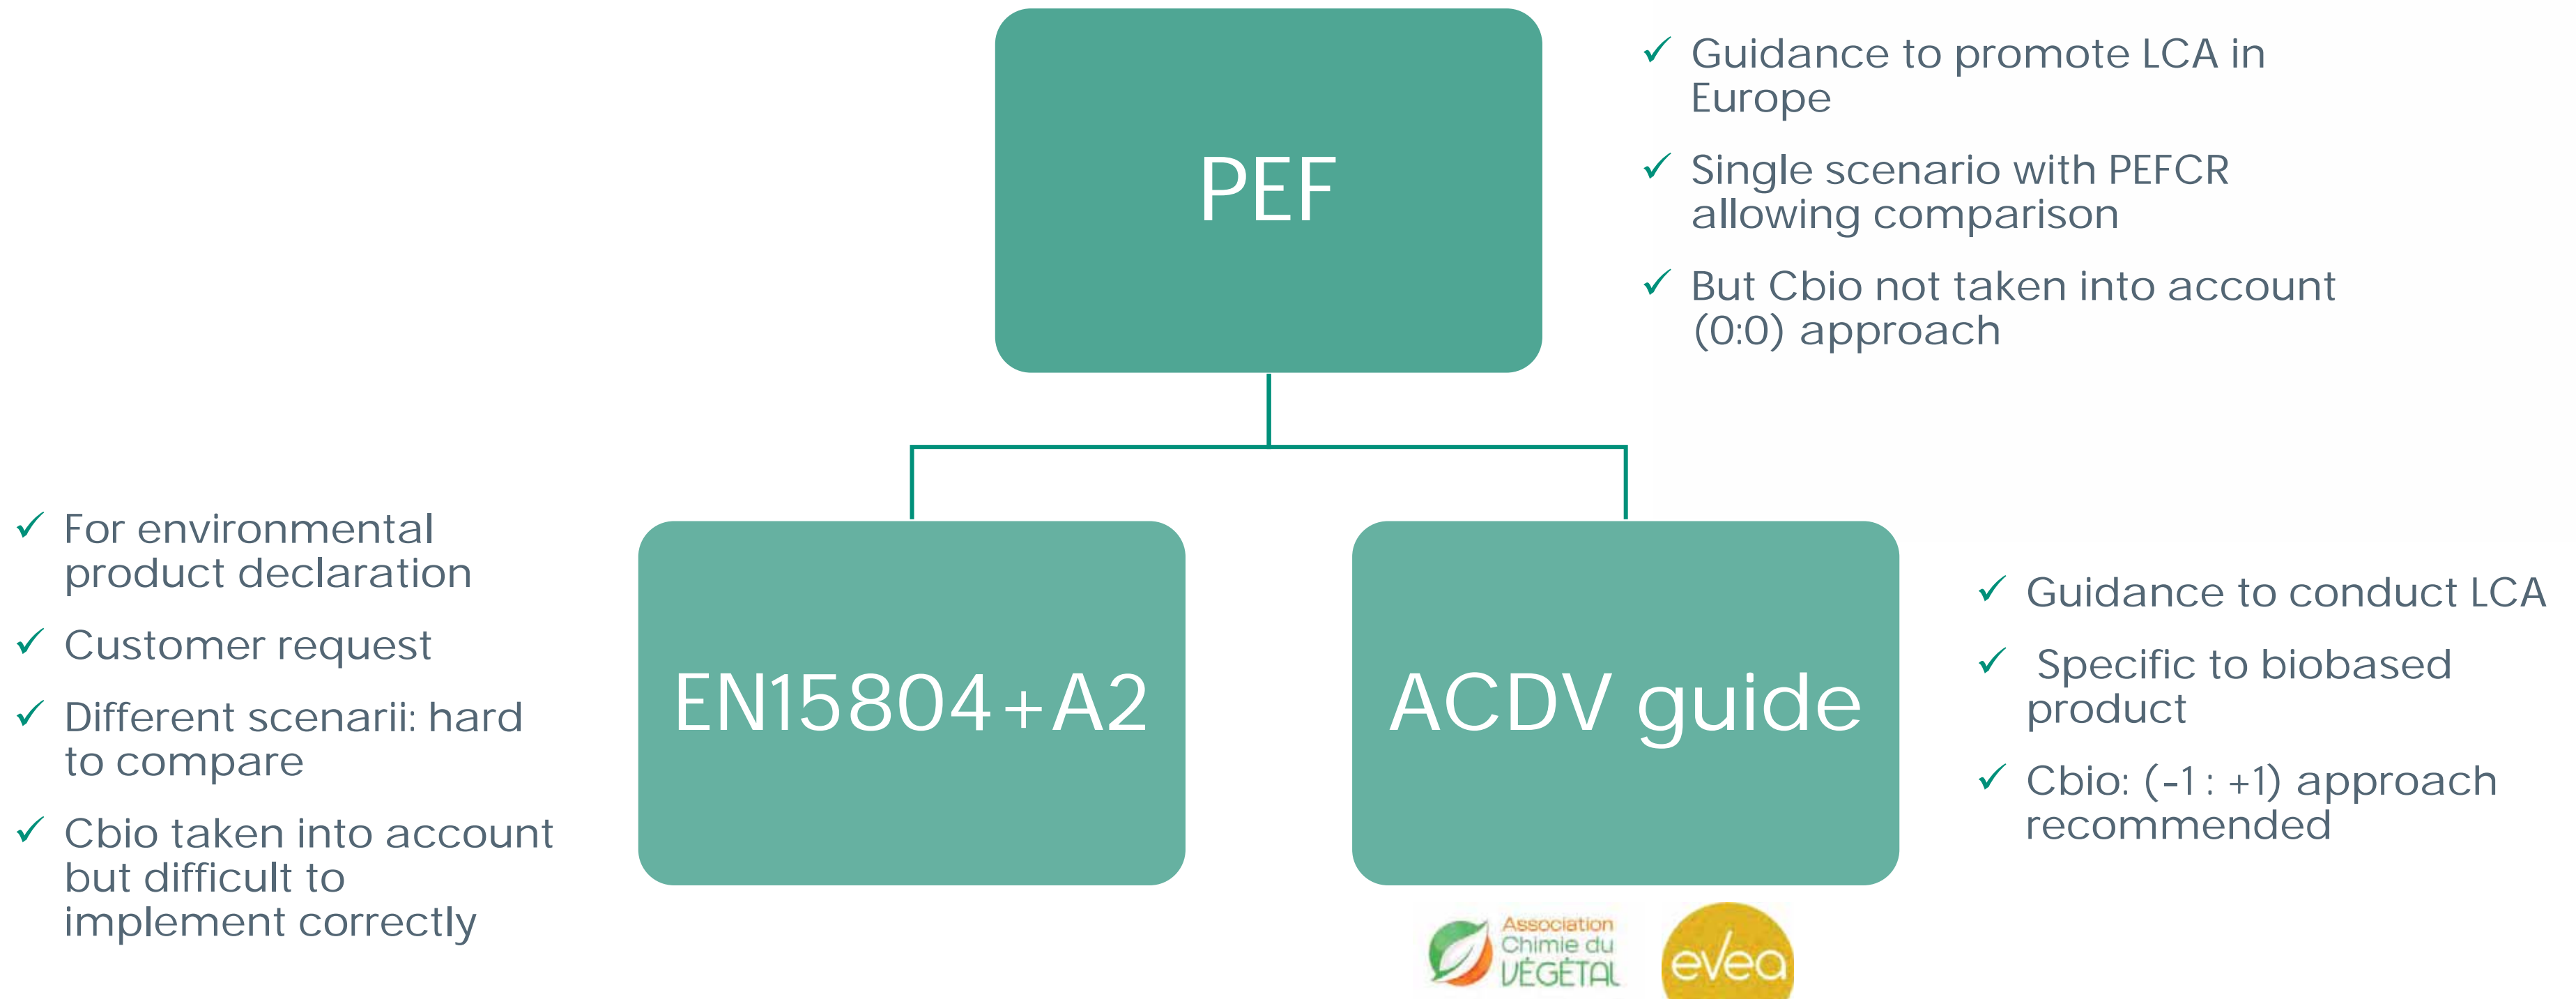 PEF
✓ Guidance to promote LCA in
Europe
✓ Single scenario with PEFCR
allowing comparison
✓ But Cbio not taken into account
(0:0) approach
✓ For environmental
product declaration
✓ Customer request
✓ Different scenarii: hard
to compare
✓ Cbio taken into account
but difficult to
implement correctly
EN15804+A2
ACDV guide
✓ Guidance to conduct LCA
✓ Specific to biobased
product
✓ Cbio: (-1 : +1) approach
recommended
Association
Chimie du
VÉGÉTAL
evea